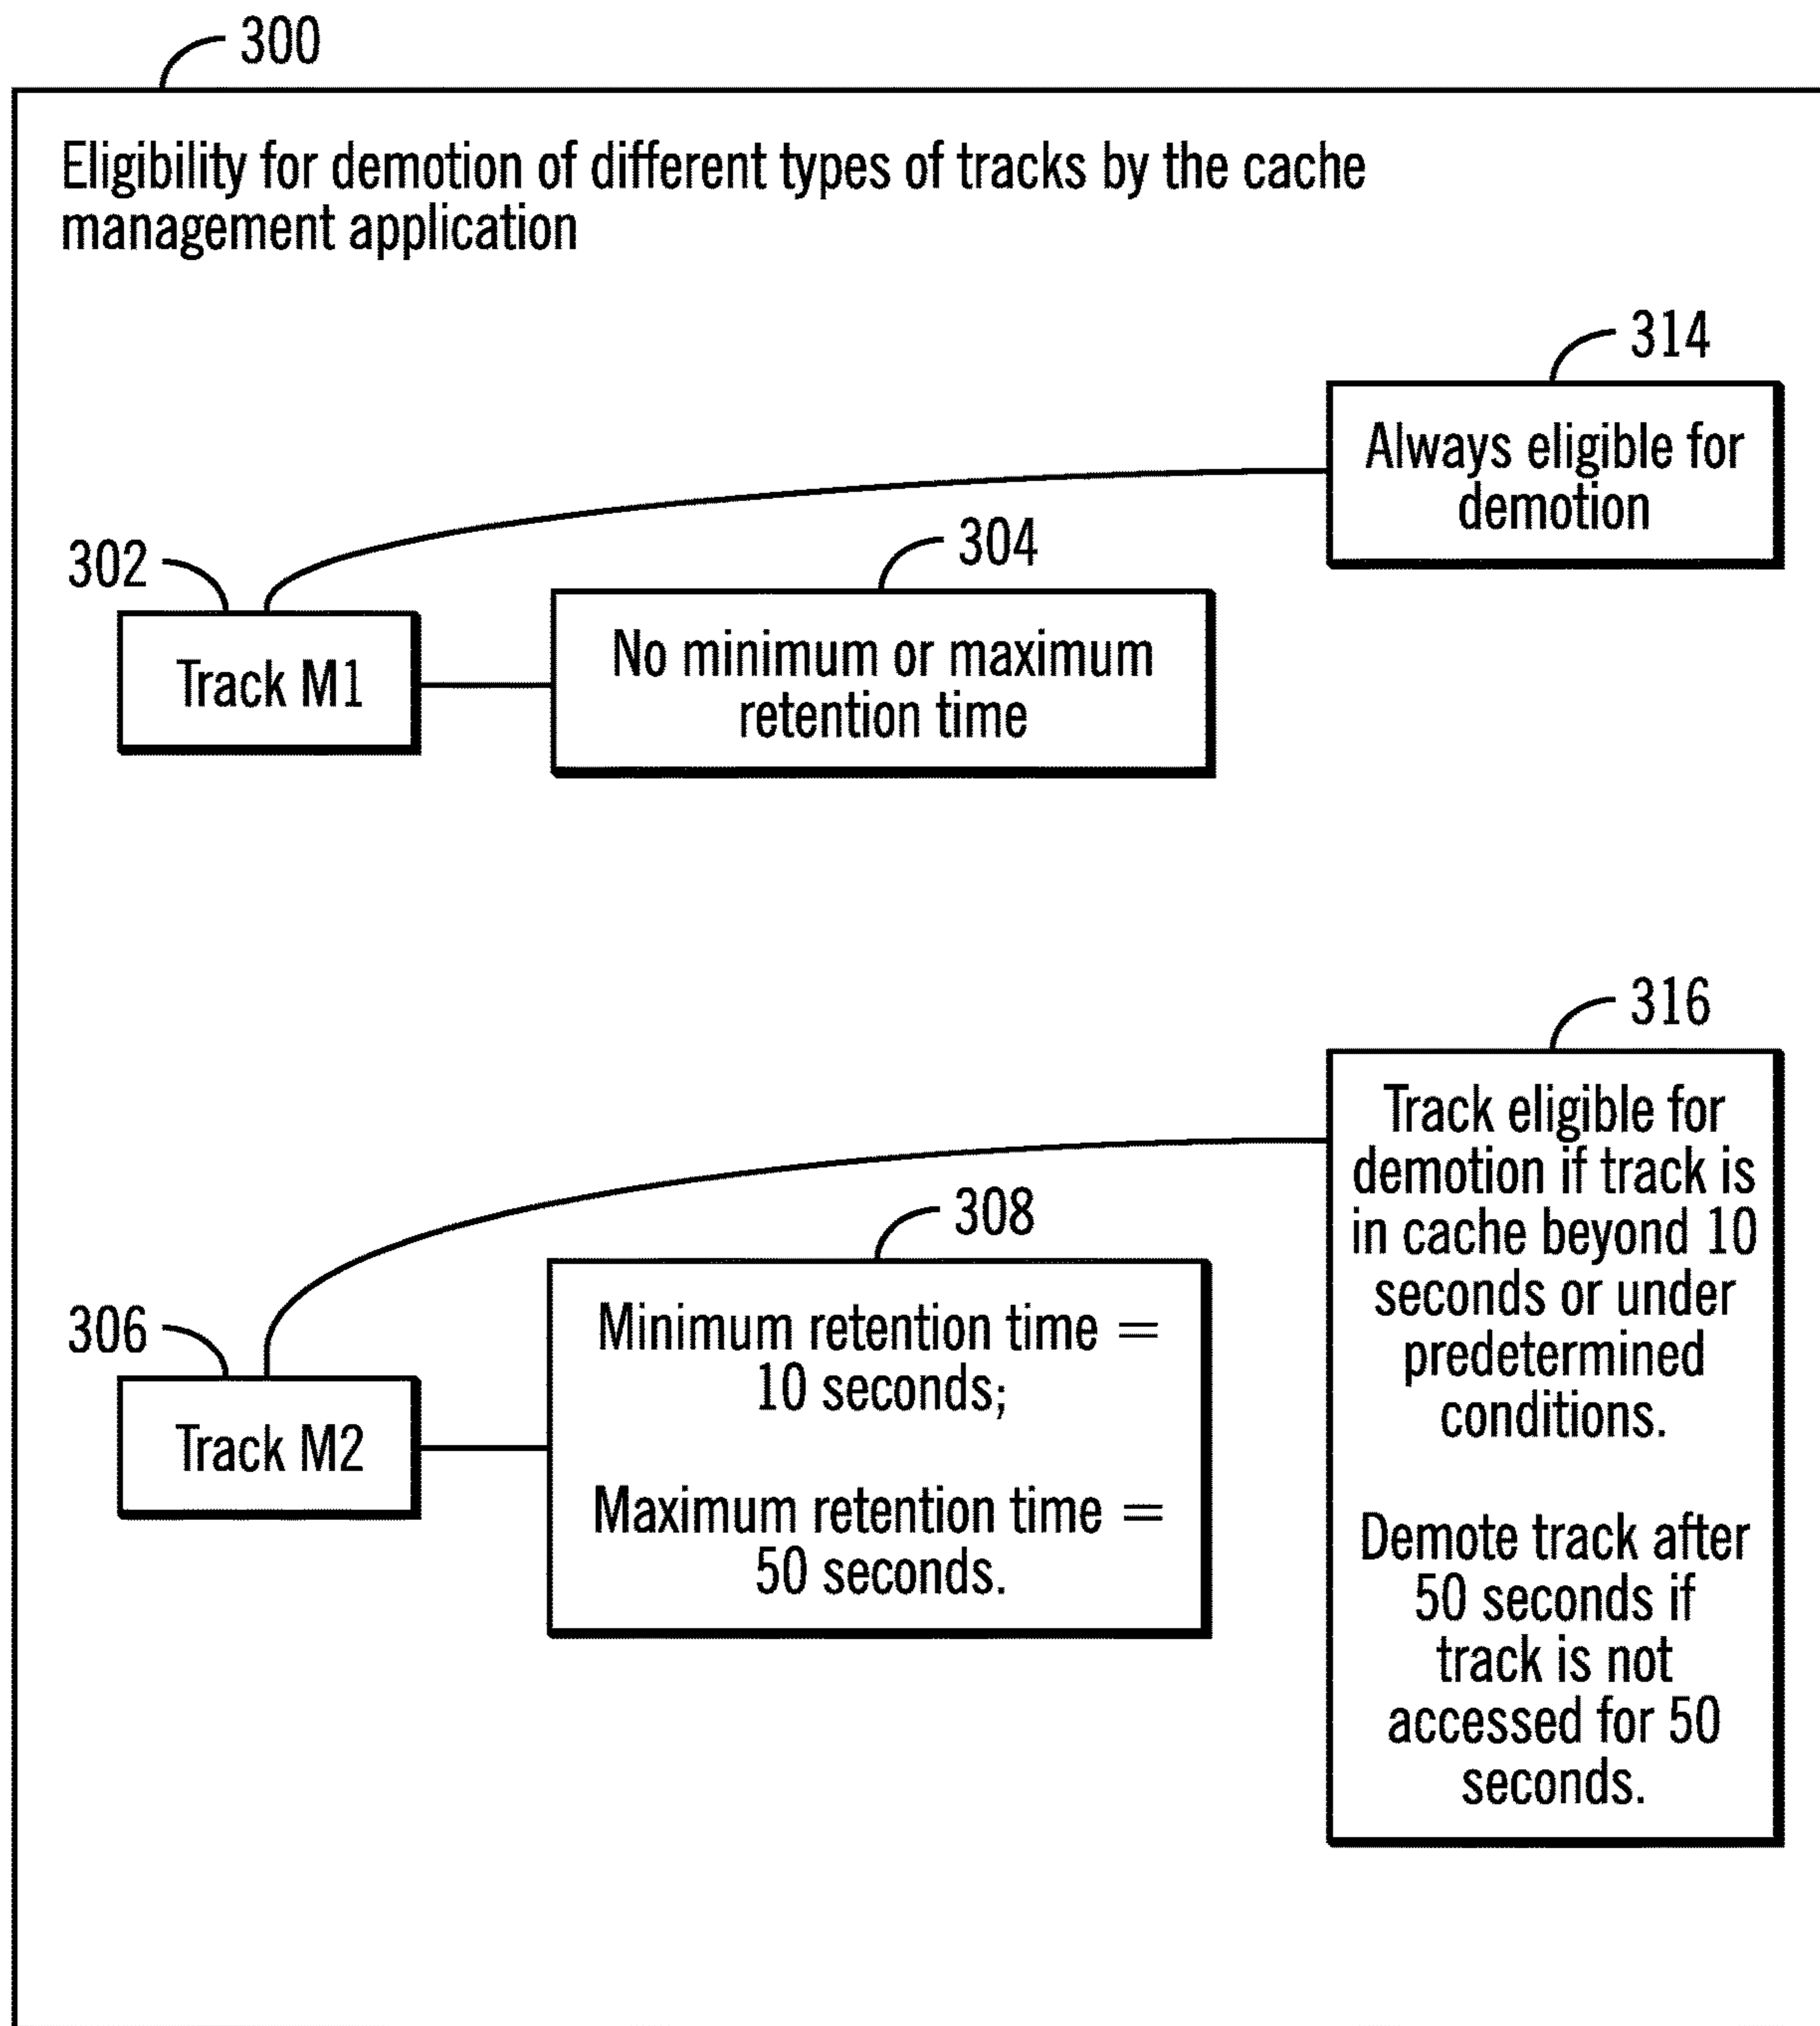 300
Eligibility for demotion of different types of tracks by the cache
management application
314
Always eligible for
demotion
302
Track M1
304
No minimum or maximum
retention time
316
Track eligible for
demotion if track is
in cache beyond 10
seconds or under
predetermined
conditions.
Demote track after
50 seconds if
track is not
accessed for 50
seconds.
306
Track M2
308
Minimum retention time =
10 seconds;
Maximum retention time =
50 seconds.